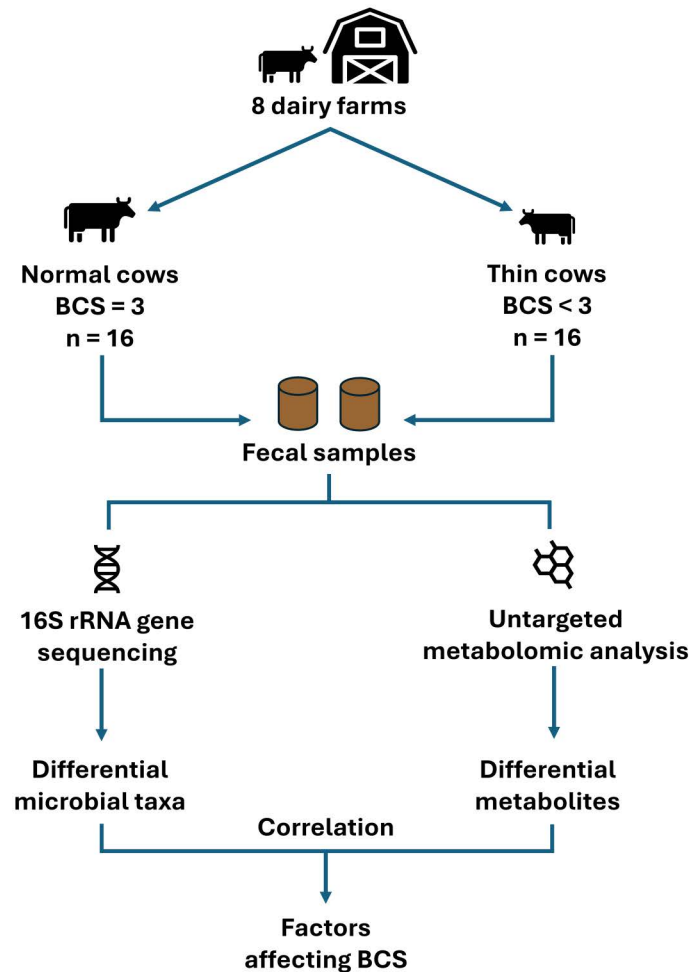 8 dairy farms
Normal cows
BCS = 3
n = 16
Thin cows
BCS < 3
n = 16
Fecal samples
16S rRNA gene
sequencing
Untargeted
metabolomic analysis
Differential
microbial taxa
Differential
metabolites
Correlation
Factors
affecting BCS